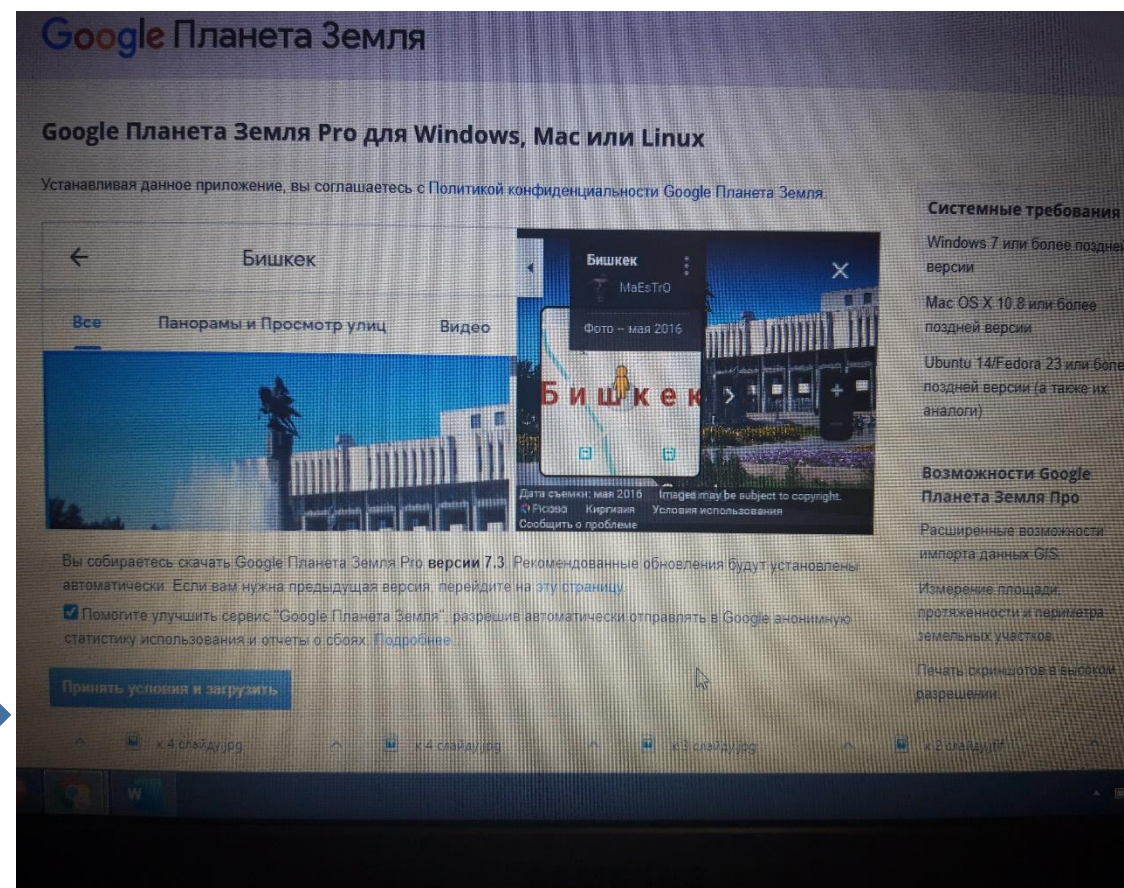 Google Планета Земля
Google Планета Земля Pro для Windows, Mac или Linux
Устанавливая данное приложение, вы соглашаетесь с Политикой конфиденциальности Google Планета Земля.
Бишкек
Все Панорамы и Просмотр улиц Видео
Бишкек
MaEsTrO
Фото – мая 2016
Бишкек
Дата съемки: мая 2016 Images may be subject to copyright.
Киргизия Условия использования
Сообщить о проблеме
Вы собираетесь скачать Google Планета Земля Pro версии 7.3. Рекомендованные обновления будут установлены
автоматически. Если вам нужна предыдущая версия, перейдите на эту страницу.
Помогите улучшить сервис "Google Планета Земля", разрешив автоматически отправлять в Google анонимную
статистику использования и отчеты о сбоях. Подробнее...
Принять условия и загрузить
Системные требования
Windows 7 или более поздней
версии
Mac OS X 10.8 или более
поздней версии
Ubuntu 14/Fedora 23 или боле
поздней версии (а также их
аналоги)
Возможности Google
Планета Земля Про
Расширенные возможности
импорта данных GIS.
Измерение площади,
протяженности и периметра
земельных участков.
Печать скриншотов в высоком
разрешении.
к 4 слайду.jpg к 4 слайду.jpg к 3 слайду.jpg к 2 слайду.jfif
W